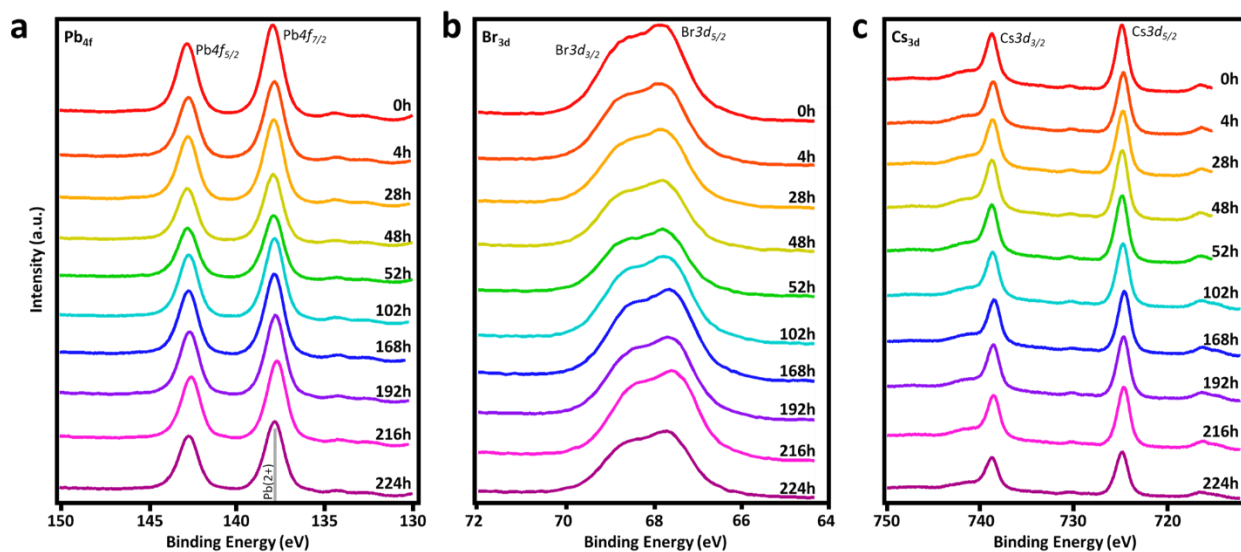 a
Pb4f
Pb4f5/2
Pb4f7/2
0h
4h
28h
48h
52h
102h
168h
192h
216h
224h
Pb(2+)
150
145
140
135
130
Binding Energy (eV)
Intensity (a.u.)
b
Br3d
Br3d3/2
Br3d5/2
0h
4h
28h
48h
52h
102h
168h
192h
216h
224h
72
70
68
66
64
Binding Energy (eV)
c
Cs3d
Cs3d3/2
Cs3d5/2
0h
4h
28h
48h
52h
102h
168h
192h
216h
224h
750
740
730
720
Binding Energy (eV)